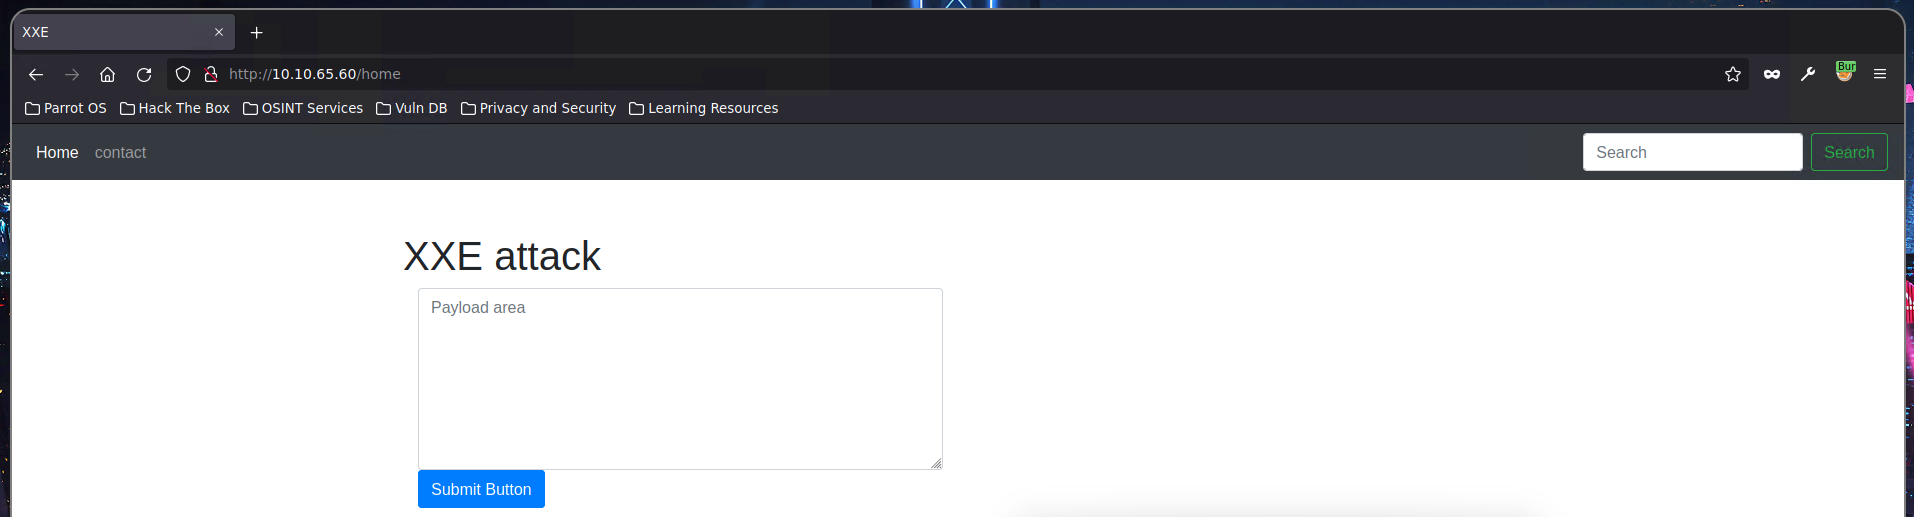 XXE
http://10.10.65.60/home
Bur
Parrot OS Hack The Box OSINT Services Vuln DB Privacy and Security Learning Resources
Home contact Search Search
XXE attack
Payload area
Submit Button